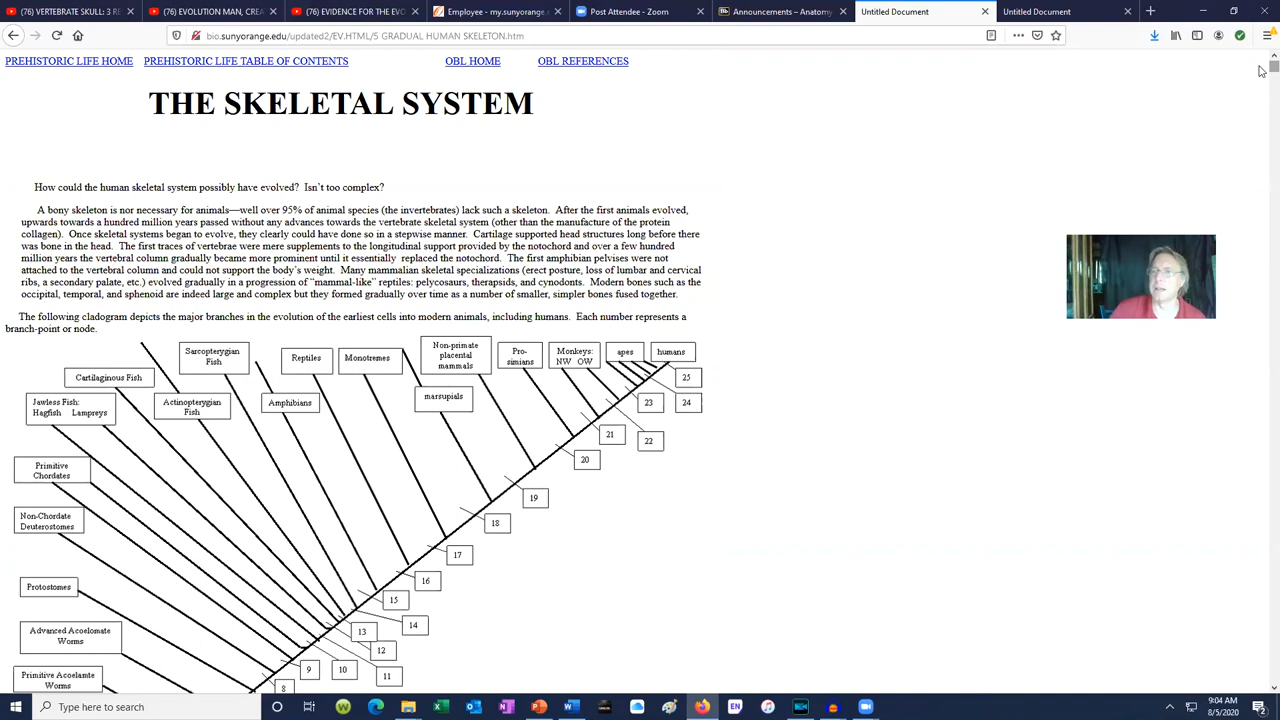 (76) VERTEBRATE SKULL: 3 RE
(76) EVOLUTION MAN, CREA
(76) EVIDENCE FOR THE EVO
Employee - my.sunyorange.edu
Post Attendee - Zoom
Announcements – Anatomy
Untitled Document
Untitled Document
bio.sunyorange.edu/updated2/EV.HTML/5 GRADUAL HUMAN SKELETON.htm
PREHISTORIC LIFE HOME PREHISTORIC LIFE TABLE OF CONTENTS OBL HOME OBL REFERENCES
THE SKELETAL SYSTEM
How could the human skeletal system possibly have evolved? Isn't too complex?
A bony skeleton is nor necessary for animals—well over 95% of animal species (the invertebrates) lack such a skeleton. After the first animals evolved,
upwards towards a hundred million years passed without any advances towards the vertebrate skeletal system (other than the manufacture of the protein
collagen). Once skeletal systems began to evolve, they clearly could have done so in a stepwise manner. Cartilage supported head structures long before there
was bone in the head. The first traces of vertebrae were mere supplements to the longitudinal support provided by the notochord and over a few hundred
million years the vertebral column gradually became more prominent until it essentially replaced the notochord. The first amphibian pelvises were not
attached to the vertebral column and could not support the body's weight. Many mammalian skeletal specializations (erect posture, loss of lumbar and cervical
ribs, a secondary palate, etc.) evolved gradually in a progression of “mammal-like” reptiles: pelycosaurs, therapsids, and cynodonts. Modern bones such as the
occipital, temporal, and sphenoid are indeed large and complex but they formed gradually over time as a number of smaller, simpler bones fused together.
The following cladogram depicts the major branches in the evolution of the earliest cells into modern animals, including humans. Each number represents a
branch-point or node.
Sarcopterygian
Fish
Reptiles
Monotremes
Non-primate
placental
mammals
Pro-
simians
Monkeys:
NW OW
apes
humans
Cartilaginous Fish
25
Jawless Fish:
Hagfish Lampreys
Actinopterygian
Fish
Amphibians
marsupials
23
24
21
22
20
Primitive
Chordates
19
Non-Chordate
Deuterostomes
18
17
Protostomes
16
15
14
Advanced Acoelomate
Worms
13
12
Primitive Acoelamte
Worms
9
10
11
8
Type here to search
9:04 AM
8/5/2020